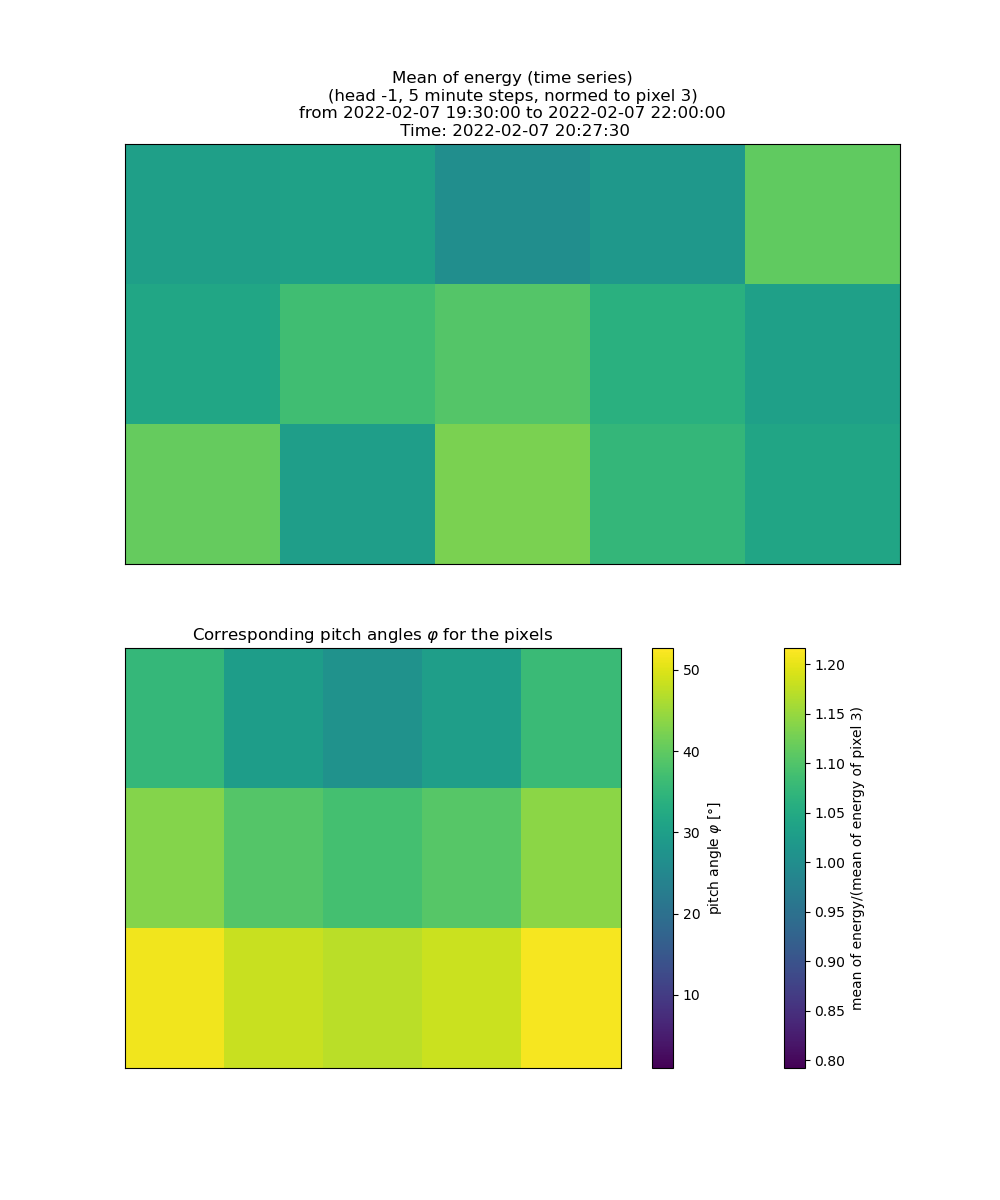 Mean of energy (time series)
(head -1, 5 minute steps, normed to pixel 3)
from 2022-02-07 19:30:00 to 2022-02-07 22:00:00
Time: 2022-02-07 20:27:30
Corresponding pitch angles φ for the pixels
50
40
30
20
10
pitch angle φ [°]
1.20
1.15
1.10
1.05
1.00
0.95
0.90
0.85
0.80
mean of energy/(mean of energy of pixel 3)